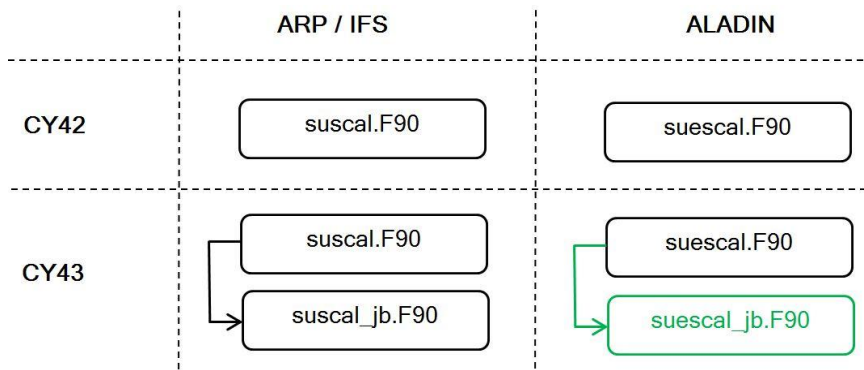 ARP / IFS
ALADIN
CY42
suscal.F90
suescal.F90
CY43
suscal.F90
suescal.F90
suscal_jb.F90
suescal_jb.F90